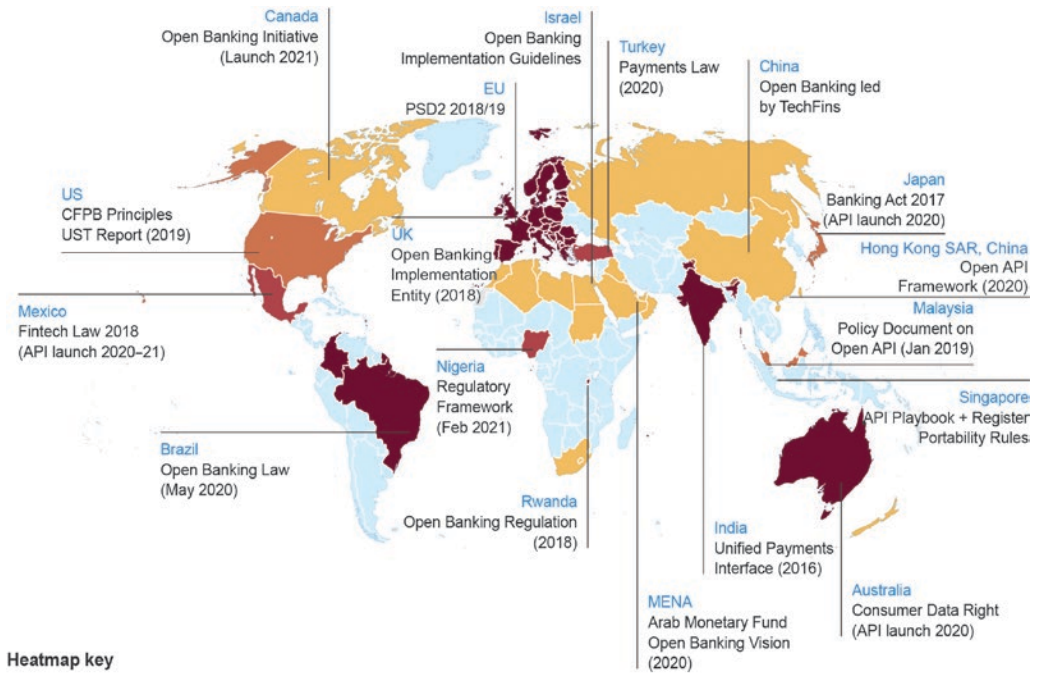 Canada
Open Banking Initiative
(Launch 2021)
Israel
Open Banking
Implementation Guidelines
Turkey
Payments Law
(2020)
China
Open Banking led
by TechFins
EU
PSD2 2018/19
US
CFPB Principles
UST Report (2019)
UK
Open Banking
Implementation
Entity (2018)
Japan
Banking Act 2017
(API launch 2020)
Hong Kong SAR, China
Open API
Framework (2020)
Mexico
Fintech Law 2018
(API launch 2020–21)
Malaysia
Policy Document on
Open API (Jan 2019)
Nigeria
Regulatory
Framework
(Feb 2021)
Singapore
API Playbook + Register
Portability Rules
Brazil
Open Banking Law
(May 2020)
Rwanda
Open Banking Regulation
(2018)
India
Unified Payments
Interface (2016)
MENA
Arab Monetary Fund
Open Banking Vision
(2020)
Australia
Consumer Data Right
(API launch 2020)
Heatmap key